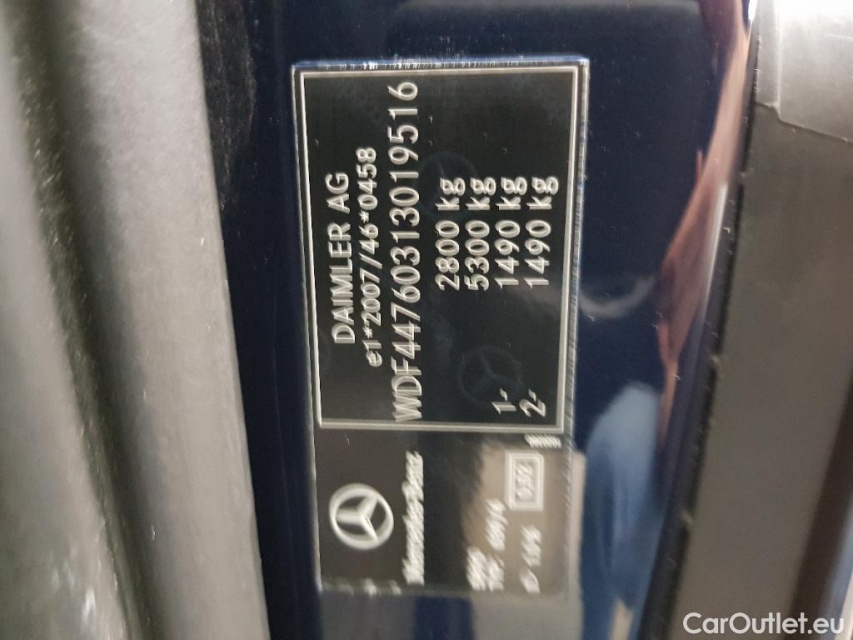 DAIMLER AG
e1*2007/46*0458
WDF44760313019516
2800 kg
5300 kg
1- 1490 kg
2- 1490 kg
Mercedes-Benz
CarOutlet.eu